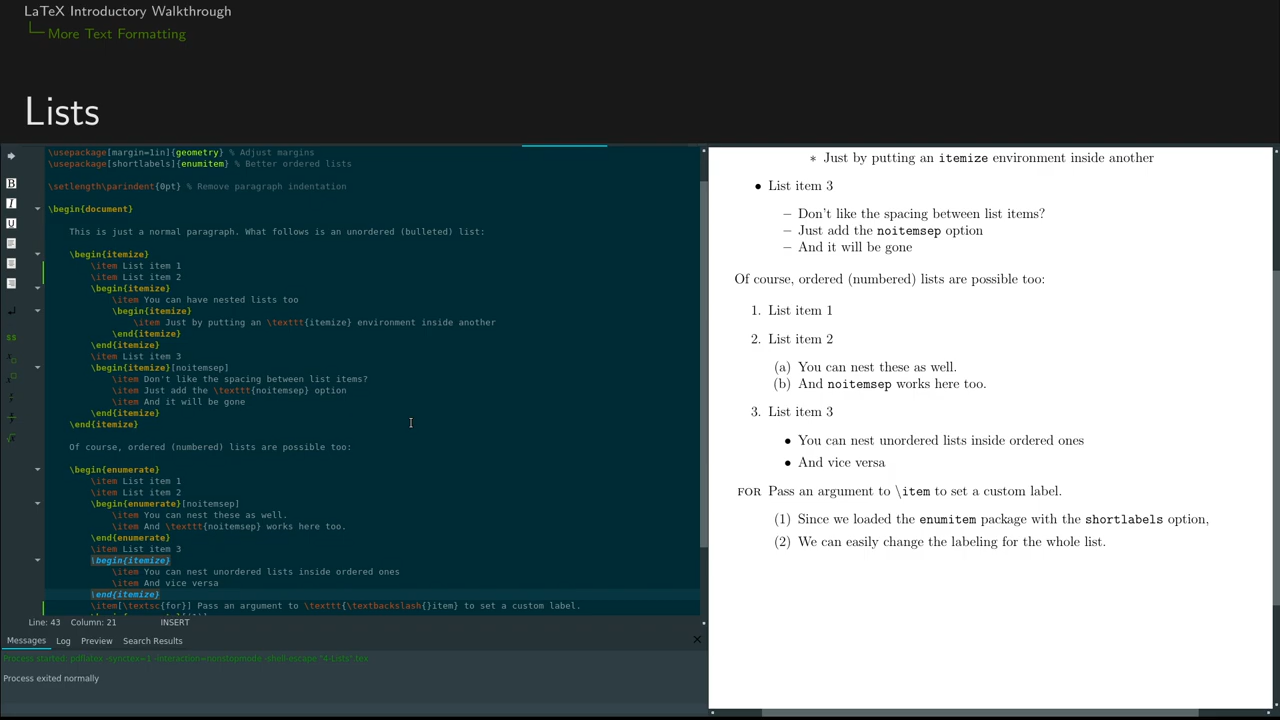 LaTeX Introductory Walkthrough
More Text Formatting
Lists
\usepackage[margin=1in]{geometry} % Adjust margins
\usepackage[shortlabels]{enumitem} % Better ordered lists
\setlength\parindent{0pt} % Remove paragraph indentation
\begin{document}
This is just a normal paragraph. What follows is an unordered (bulleted) list:
\begin{itemize}
\item List item 1
\item List item 2
\begin{itemize}
\item You can have nested lists too
\begin{itemize}
\item Just by putting an \texttt{itemize} environment inside another
\end{itemize}
\end{itemize}
\item List item 3
\begin{itemize}[noitemsep]
\item Don't like the spacing between list items?
\item Just add the \texttt{noitemsep} option
\item And it will be gone
\end{itemize}
\end{itemize}
Of course, ordered (numbered) lists are possible too:
\begin{enumerate}
\item List item 1
\item List item 2
\begin{enumerate}[noitemsep]
\item You can nest these as well.
\item And \texttt{noitemsep} works here too.
\end{enumerate}
\item List item 3
\begin{itemize}
\item You can nest unordered lists inside ordered ones
\item And vice versa
\end{itemize}
\item[\textsc{for}] Pass an argument to \texttt{\textbackslash{}item} to set a custom label.
Line: 43 Column: 21 INSERT
Messages Log Preview Search Results
Process started: pdflatex -synctex=1 -interaction=nonstopmode -shell-escape "4-Lists".tex
Process exited normally
∗ Just by putting an itemize environment inside another
• List item 3
– Don't like the spacing between list items?
– Just add the noitemsep option
– And it will be gone
Of course, ordered (numbered) lists are possible too:
1. List item 1
2. List item 2
(a) You can nest these as well.
(b) And noitemsep works here too.
3. List item 3
• You can nest unordered lists inside ordered ones
• And vice versa
FOR Pass an argument to \item to set a custom label.
(1) Since we loaded the enumitem package with the shortlabels option,
(2) We can easily change the labeling for the whole list.